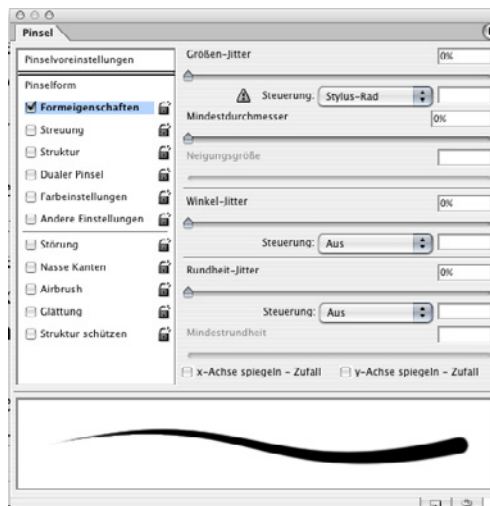 Pinsel
Pinselvoreinstellungen
Pinselform
Formeigenschaften
Streuung
Struktur
Dualer Pinsel
Farbeinstellungen
Andere Einstellungen
Störung
Nasse Kanten
Airbrush
Glättung
Struktur schützen
Größen-Jitter
0%
Steuerung: Stylus-Rad
Mindestdurchmesser
0%
Neigungsgröße
Winkel-Jitter
0%
Steuerung: Aus
Rundheit-Jitter
0%
Steuerung: Aus
Mindestrundheit
x-Achse spiegeln - Zufall y-Achse spiegeln - Zufall